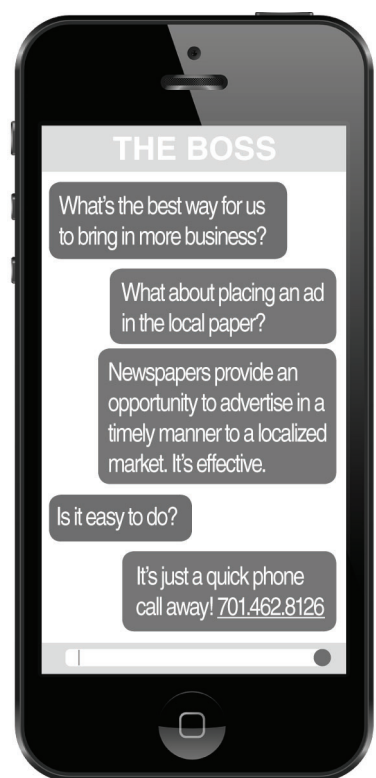 THE BOSS
What's the best way for us
to bring in more business?
What about placing an ad
in the local paper?
Newspapers provide an
opportunity to advertise in a
timely manner to a localized
market. It's effective.
Is it easy to do?
It's just a quick phone
call away! 701.462.8126